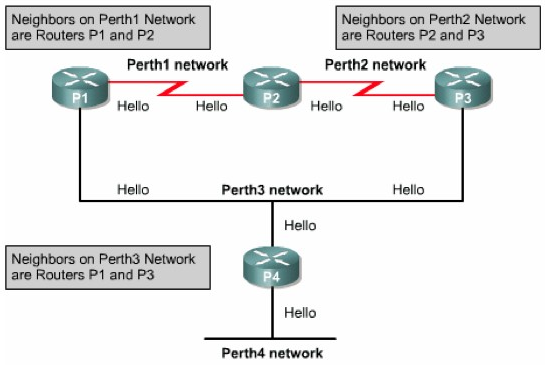 Neighbors on Perth1 Network
are Routers P1 and P2
Neighbors on Perth2 Network
are Routers P2 and P3
Perth1 network
Perth2 network
P1
P2
P3
Hello
Hello
Hello
Hello
Hello
Perth3 network
Hello
Hello
Neighbors on Perth3 Network
are Routers P1 and P3
P4
Hello
Perth4 network